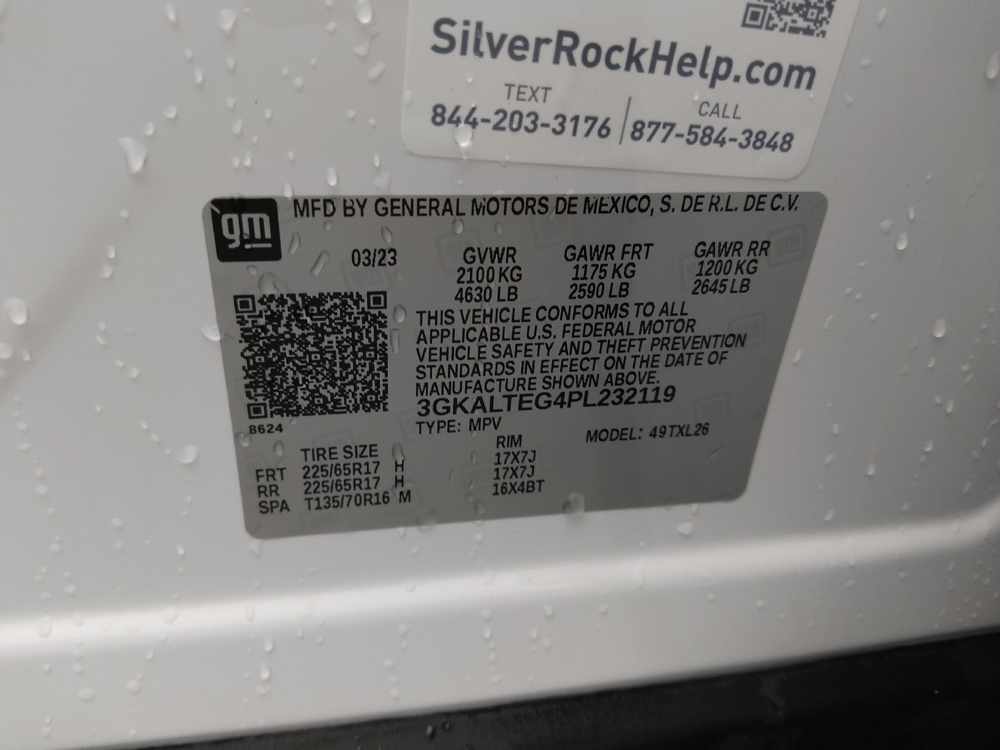 SilverRockHelp.com
TEXT
844-203-3176
CALL
877-584-3848
gm
MFD BY GENERAL MOTORS DE MEXICO, S. DE R.L. DE C.V.
03/23
GVWR GAWR FRT GAWR RR
2100 KG 1175 KG 1200 KG
4630 LB 2590 LB 2645 LB
THIS VEHICLE CONFORMS TO ALL
APPLICABLE U.S. FEDERAL MOTOR
VEHICLE SAFETY AND THEFT PREVENTION
STANDARDS IN EFFECT ON THE DATE OF
MANUFACTURE SHOWN ABOVE.
3GKALTEG4PL232119
8624
TYPE: MPV MODEL: 49TXL26
TIRE SIZE RIM
FRT 225/65R17 H 17X7J
RR 225/65R17 H 17X7J
SPA T135/70R16 M 16X4BT